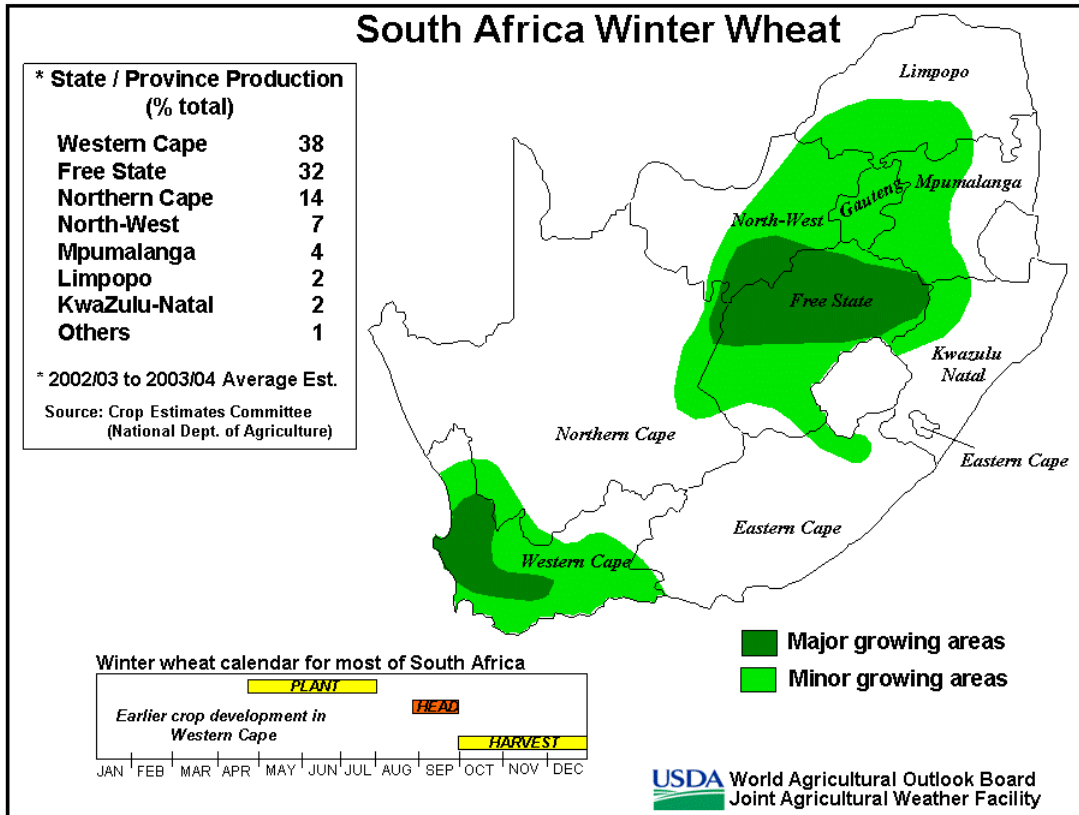 South Africa Winter Wheat
* State / Province Production
(% total)
Western Cape 38
Free State 32
Northern Cape 14
North-West 7
Mpumalanga 4
Limpopo 2
KwaZulu-Natal 2
Others 1
* 2002/03 to 2003/04 Average Est.
Source: Crop Estimates Committee
(National Dept. of Agriculture)
Limpopo
Mpumalanga
Gauteng
North-West
Free State
Kwazulu
Natal
Northern Cape
Eastern Cape
Eastern Cape
Western Cape
Major growing areas
Minor growing areas
Winter wheat calendar for most of South Africa
PLANT
HEAD
Earlier crop development in
Western Cape
HARVEST
JAN FEB MAR APR MAY JUN JUL AUG SEP OCT NOV DEC
USDA World Agricultural Outlook Board
Joint Agricultural Weather Facility